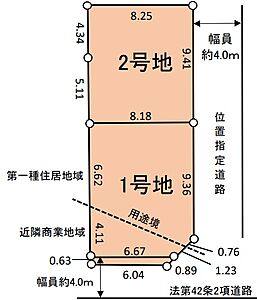 8.25
幅員
約4.0m
4.34
2号地
9.41
5.11
8.18
位置指定道路
第一種住居地域
6.62
1号地
9.36
用途境
近隣商業地域
4.11
6.67
0.76
0.63
6.04
0.89
1.23
幅員約4.0m
法第42条2項道路